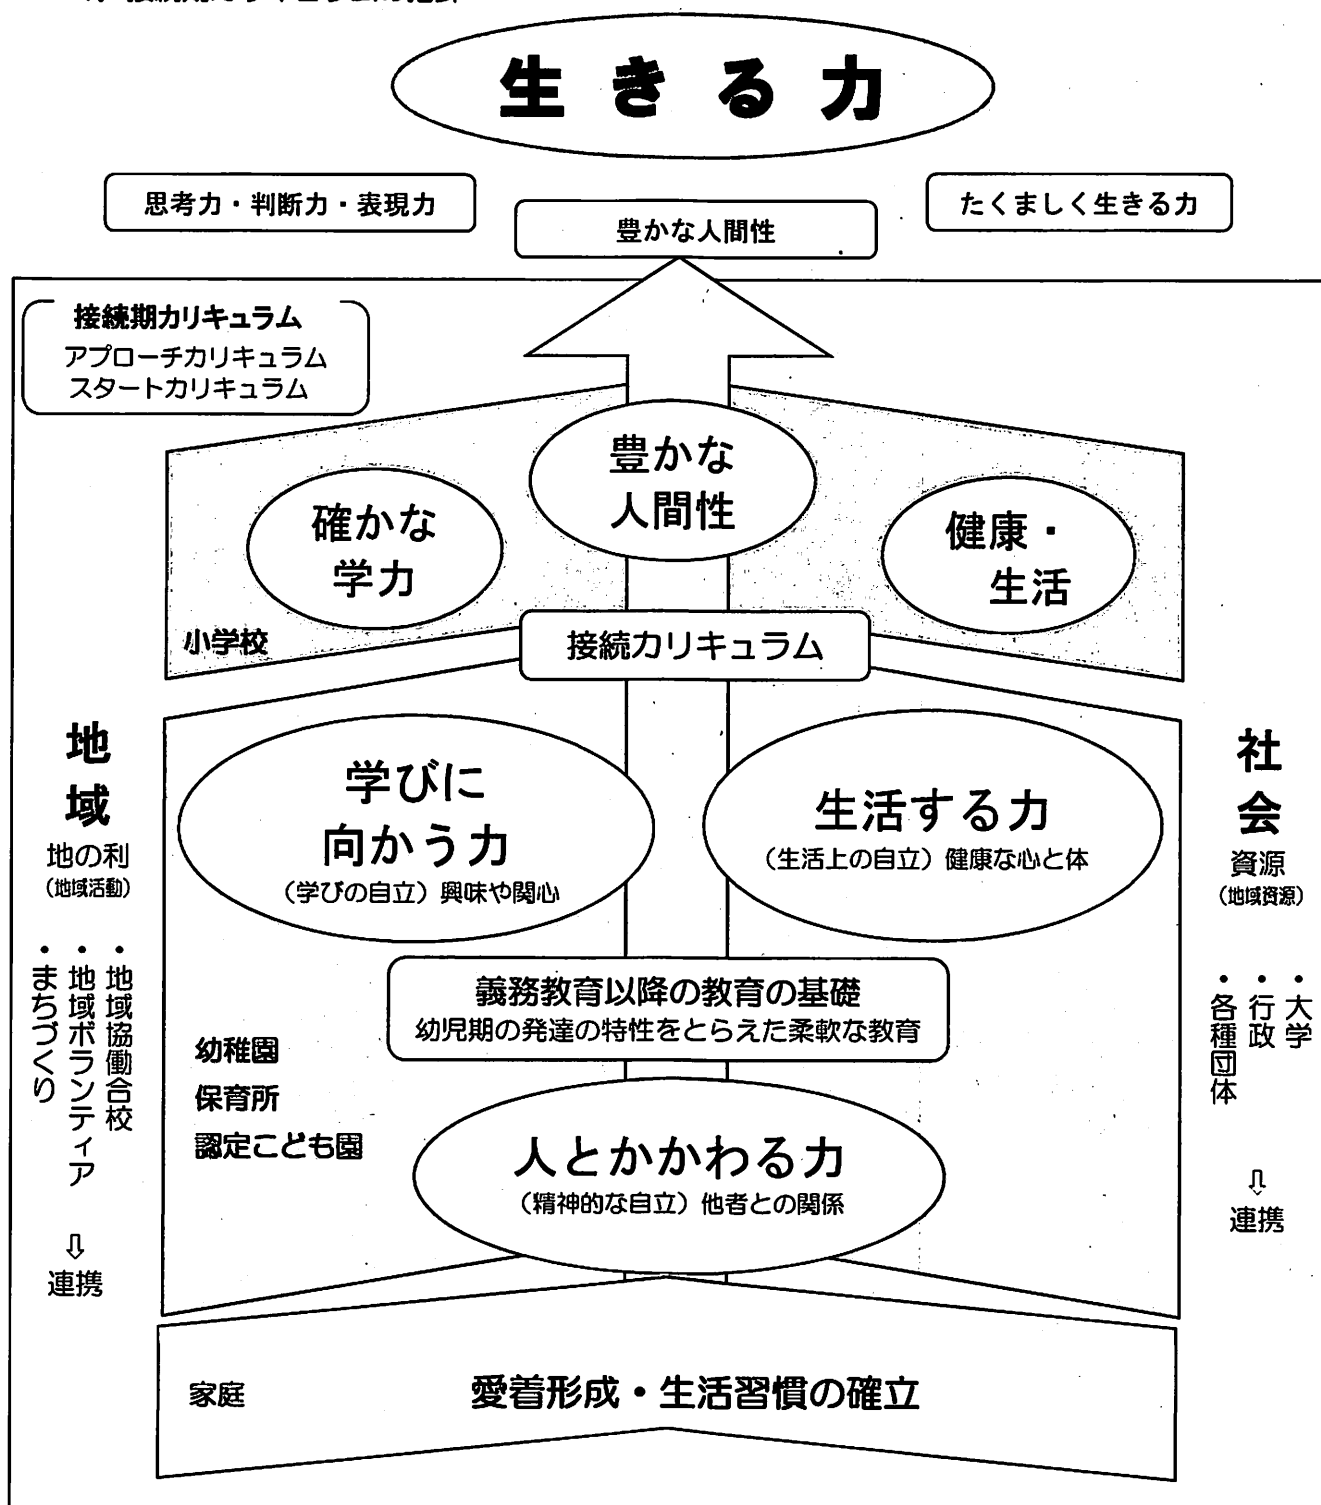 生きる力
思考力・判断力・表現力
豊かな人間性
たくましく生きる力
接続期カリキュラム
アプローチカリキュラム
スタートカリキュラム
豊かな
人間性
確かな
学力
健康・
生活
小学校
接続カリキュラム
地域
地の利
(地域活動)
・地域協働合校
・地域ボランティア
・まちづくり
⇩
連携
学びに
向かう力
(学びの自立)興味や関心
生活する力
(生活上の自立)健康な心と体
社会
資源
(地域資源)
・大学
・行政
・各種団体
⇩
連携
義務教育以降の教育の基礎
幼児期の発達の特性をとらえた柔軟な教育
幼稚園
保育所
認定こども園
人とかかわる力
(精神的な自立)他者との関係
家庭
愛着形成・生活習慣の確立